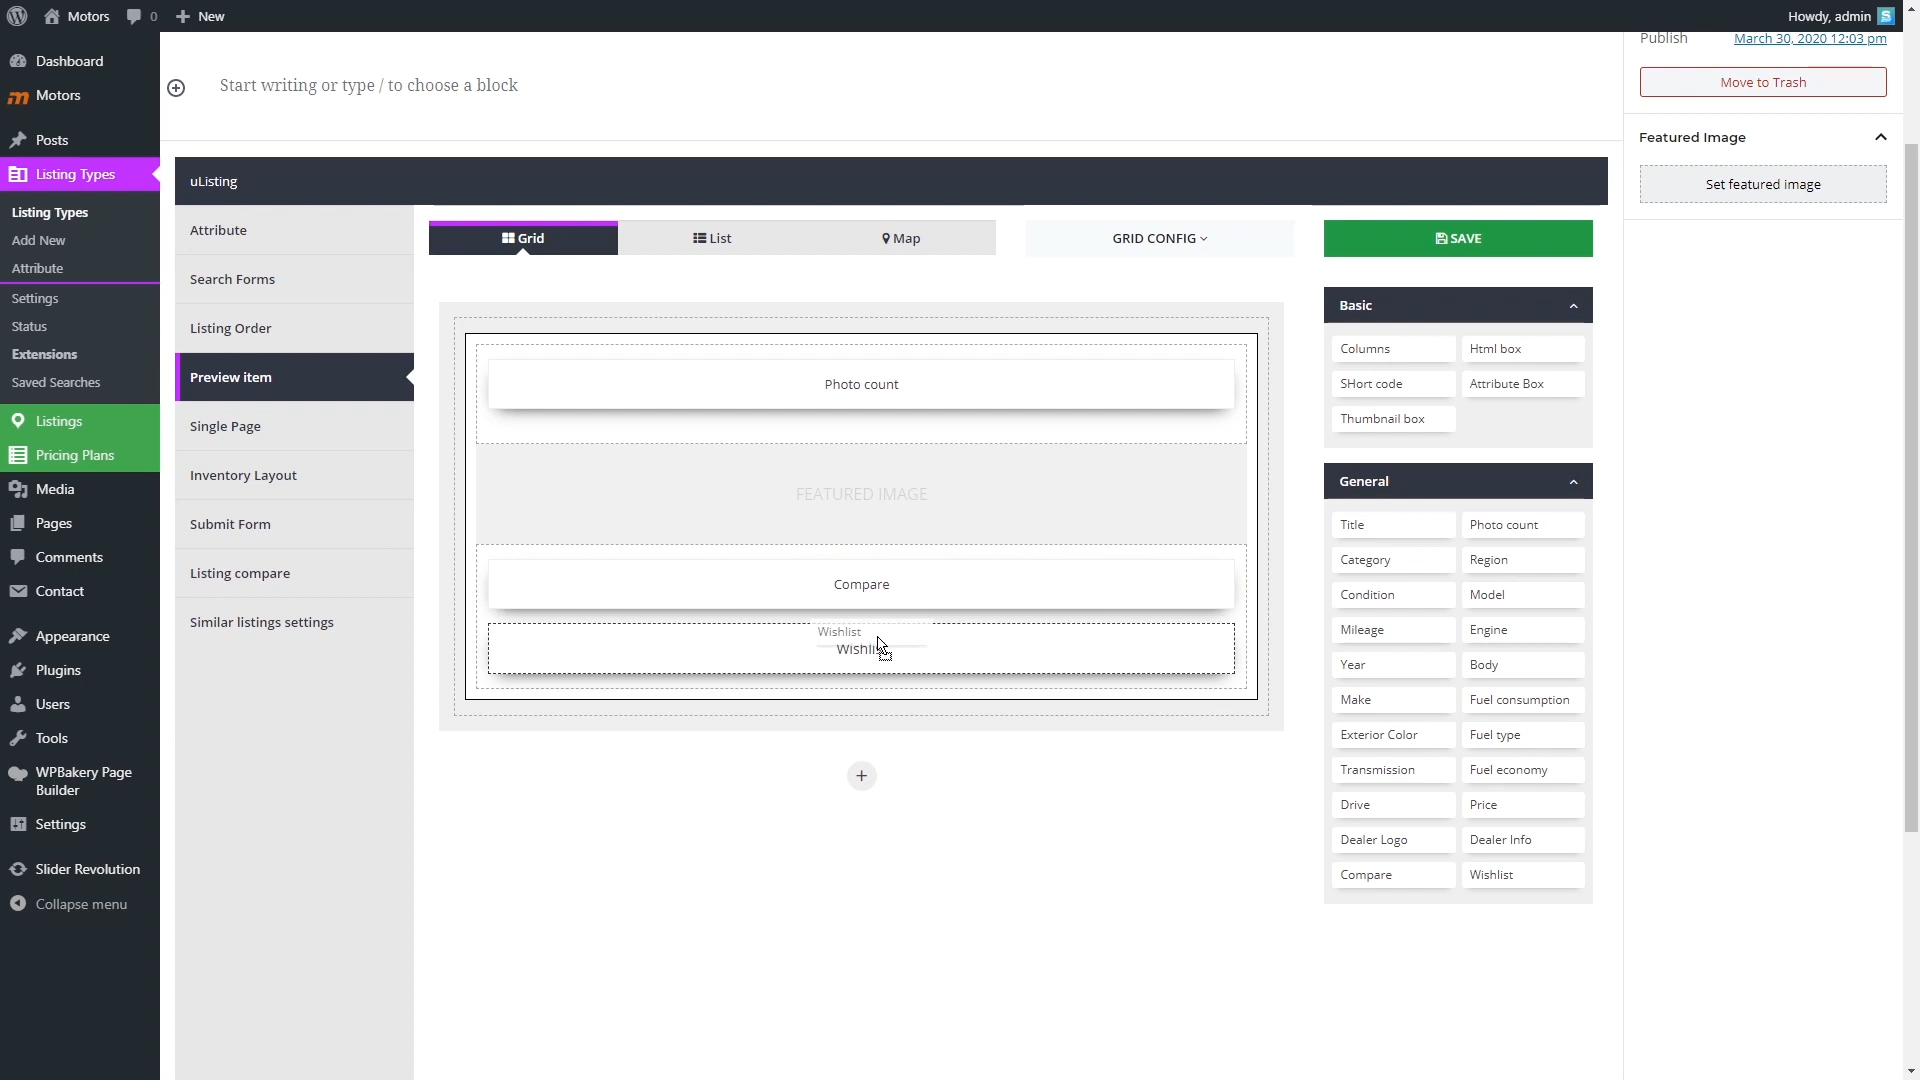 Motors
0
New
Howdy, admin
Dashboard
Motors
Posts
Listing Types
Listing Types
Add New
Attribute
Settings
Status
Extensions
Saved Searches
Listings
Pricing Plans
Media
Pages
Comments
Contact
Appearance
Plugins
Users
Tools
WPBakery Page
Builder
Settings
Slider Revolution
Collapse menu
Start writing or type / to choose a block
uListing
Attribute
Search Forms
Listing Order
Preview item
Single Page
Inventory Layout
Submit Form
Listing compare
Similar listings settings
Grid
List
Map
GRID CONFIG
SAVE
Photo count
FEATURED IMAGE
Compare
Wishlist
Wishlist
+
Basic
Columns
Html box
SHort code
Attribute Box
Thumbnail box
General
Title
Photo count
Category
Region
Condition
Model
Mileage
Engine
Year
Body
Make
Fuel consumption
Exterior Color
Fuel type
Transmission
Fuel economy
Drive
Price
Dealer Logo
Dealer Info
Compare
Wishlist
Publish
March 30, 2020 12:03 pm
Move to Trash
Featured Image
Set featured image